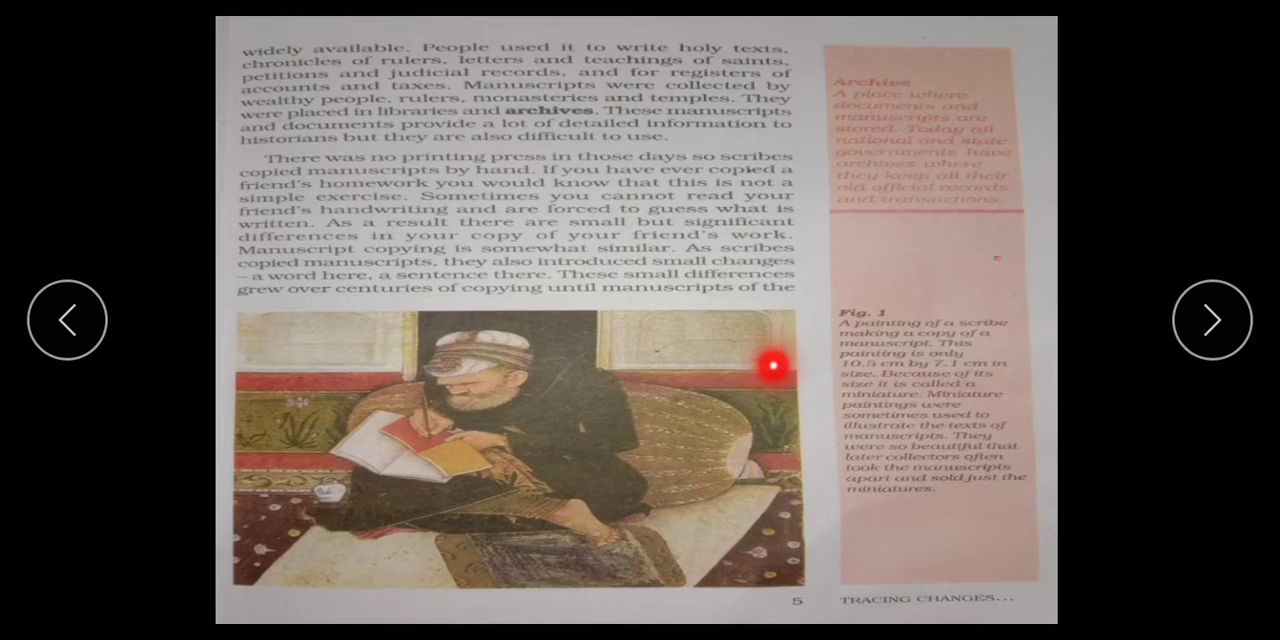 widely available. People used it to write holy texts,
chronicles of rulers, letters and teachings of saints,
petitions and judicial records, and for registers of
accounts and taxes. Manuscripts were collected by
wealthy people, rulers, monasteries and temples. They
were placed in libraries and archives. These manuscripts
and documents provide a lot of detailed information to
historians but they are also difficult to use.
There was no printing press in those days so scribes
copied manuscripts by hand. If you have ever copied a
friend's homework you would know that this is not a
simple exercise. Sometimes you cannot read your
friend's handwriting and are forced to guess what is
written. As a result there are small but significant
differences in your copy of your friend's work.
Manuscript copying is somewhat similar. As scribes
copied manuscripts, they also introduced small changes
– a word here, a sentence there. These small differences
grew over centuries of copying until manuscripts of the
Archive
A place where
documents and
manuscripts are
stored. Today all
national and state
governments have
archives where
they keep all their
old official records
and transactions.
Fig. 1
A painting of a scribe
making a copy of a
manuscript. This
painting is only
10.5 cm by 7.1 cm in
size. Because of its
size it is called a
miniature. Miniature
paintings were
sometimes used to
illustrate the texts of
manuscripts. They
were so beautiful that
later collectors often
took the manuscripts
apart and sold just the
miniatures.
5 TRACING CHANGES...